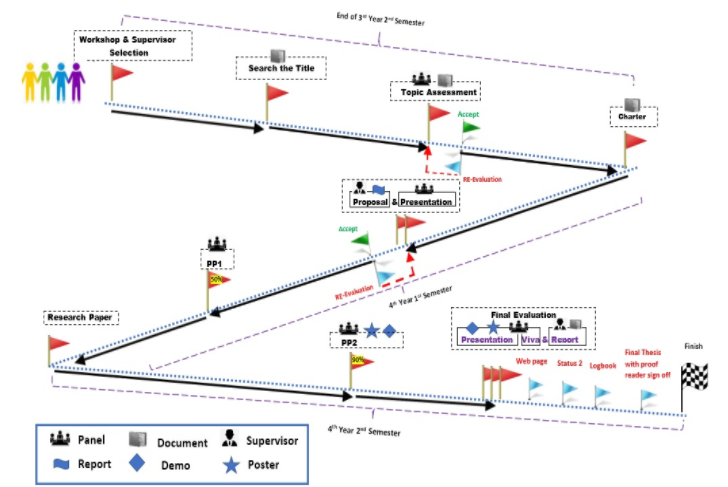 End of 3rd Year 2nd Semester
Workshop & Supervisor
Selection
Search the Title
Topic Assessment
Accept
RE-Evaluation
Charter
Proposal & Presentation
Accept
RE-Evaluation
4th Year 1st Semester
PP1
50%
Research Paper
PP2
90%
Final Evaluation
Presentation Viva & Report
Web page
Status 2
Logbook
Final Thesis
with proof
reader sign off
Finish
4th Year 2nd Semester
Panel
Document
Supervisor
Report
Demo
Poster